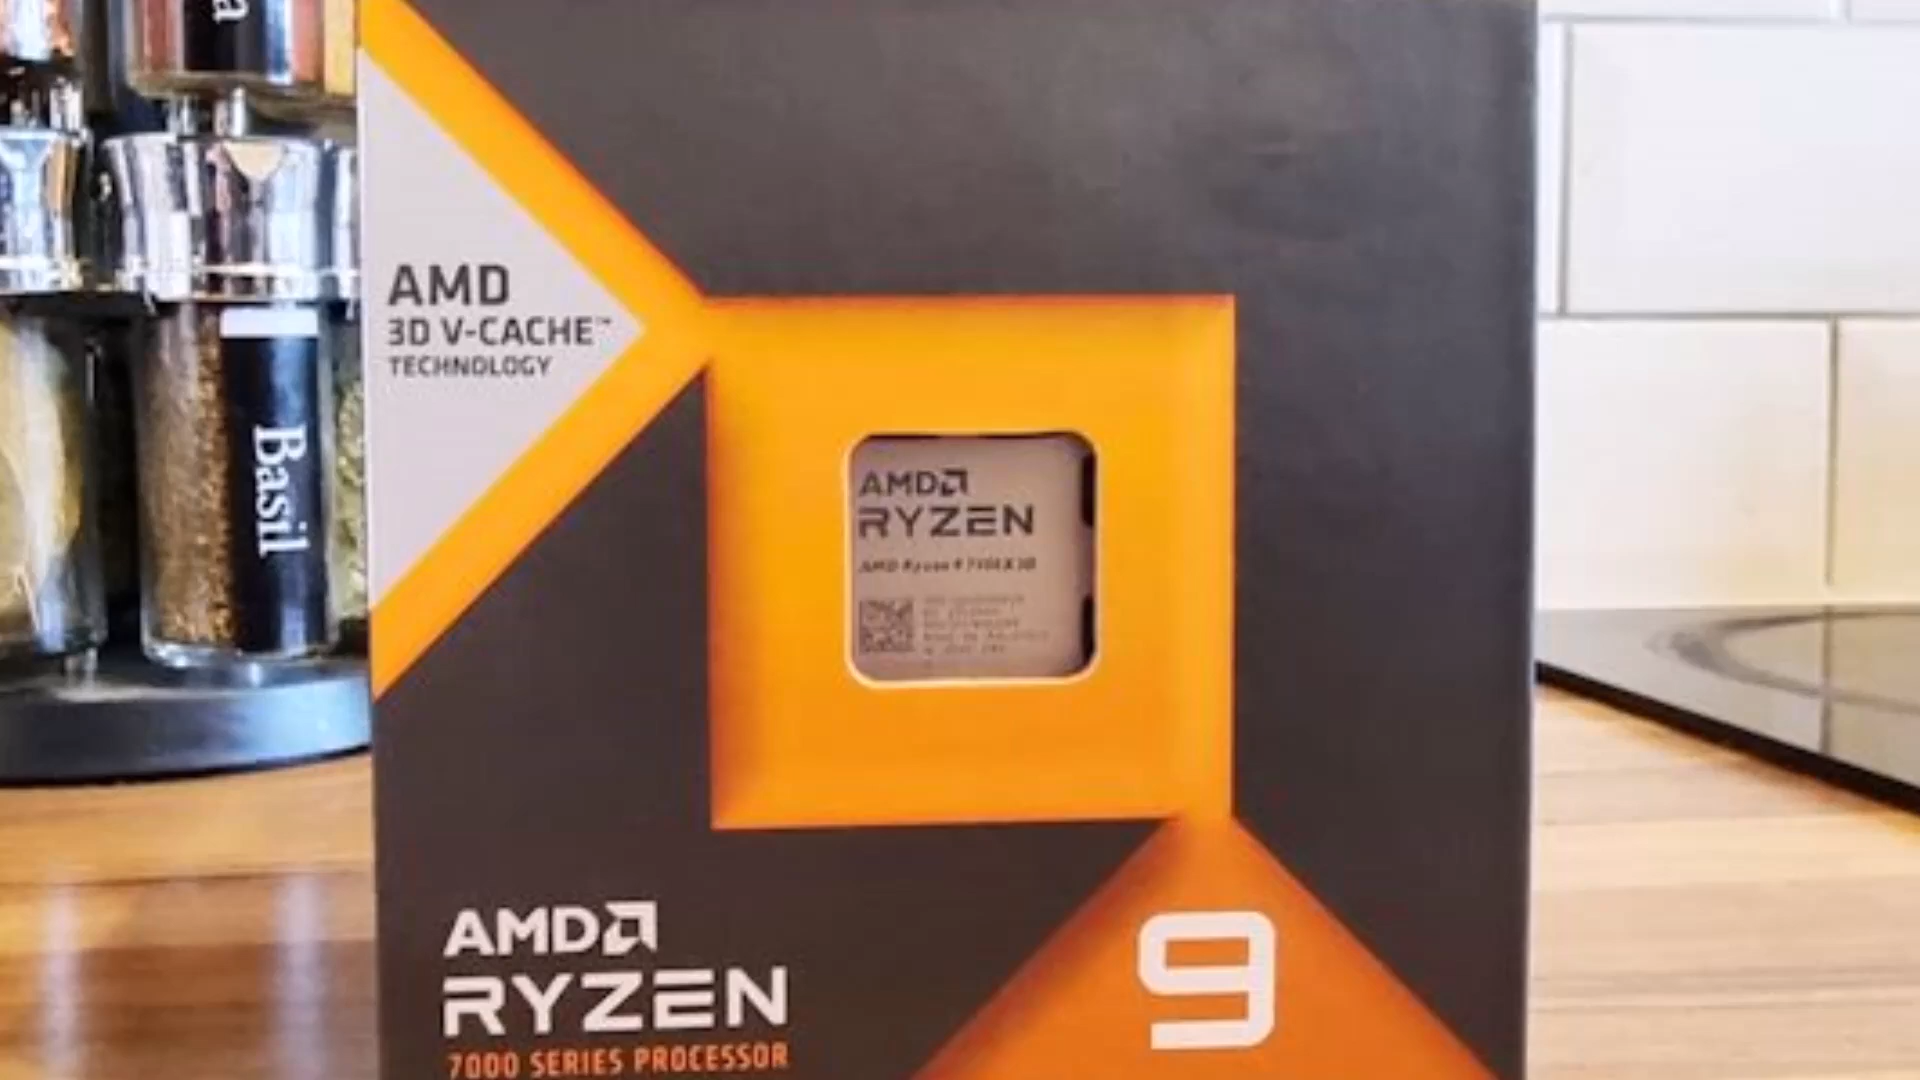 a
Basil
AMD
3D V-CACHE™
TECHNOLOGY
AMD
RYZEN
AMD
RYZEN
7000 SERIES PROCESSOR
9